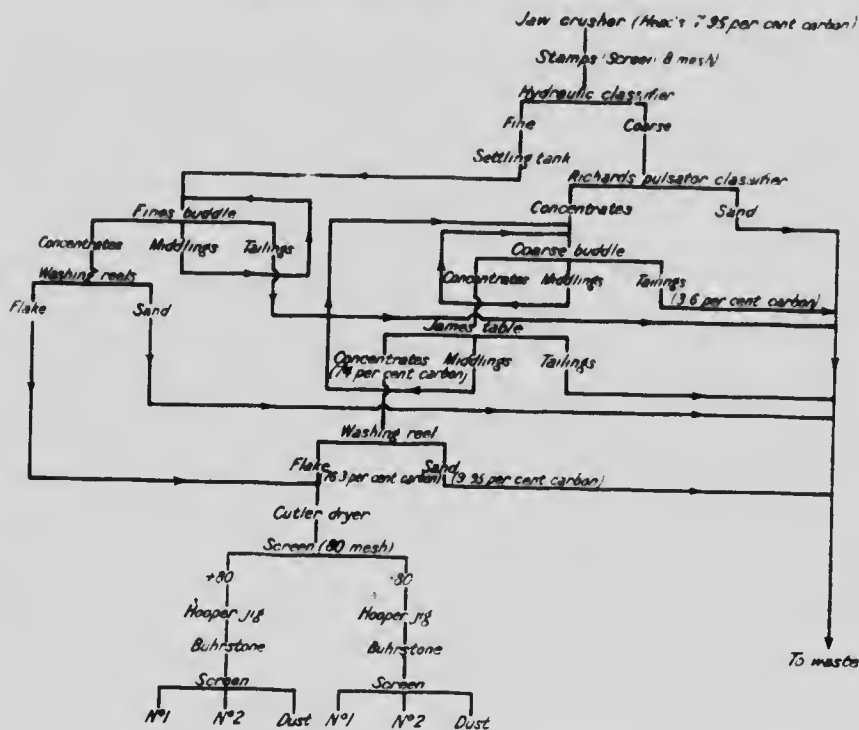 Jaw crusher (Heads 7.95 per cent carbon)
Stamps (Screen 8 mesh)
Hydraulic classifier
Fine Coarse
Settling tank
Richards pulsator classifier
Concentrates Sand
Fines buddle
Coarse buddle
Concentrates Middlings Tailings
Concentrates Middlings Tailings
Washing reels
(3.6 per cent carbon)
Flake Sand
James table
Concentrates Middlings Tailings
(74 per cent carbon)
Washing reel
Flake Sand
(76.3 per cent carbon) (9.95 per cent carbon)
Cutler dryer
Screen (80 mesh)
+80 -80
Hooper jig Hooper jig
Buhrstone Buhrstone
To waste
Screen Screen
Nº1 Nº2 Dust Nº1 Nº2 Dust